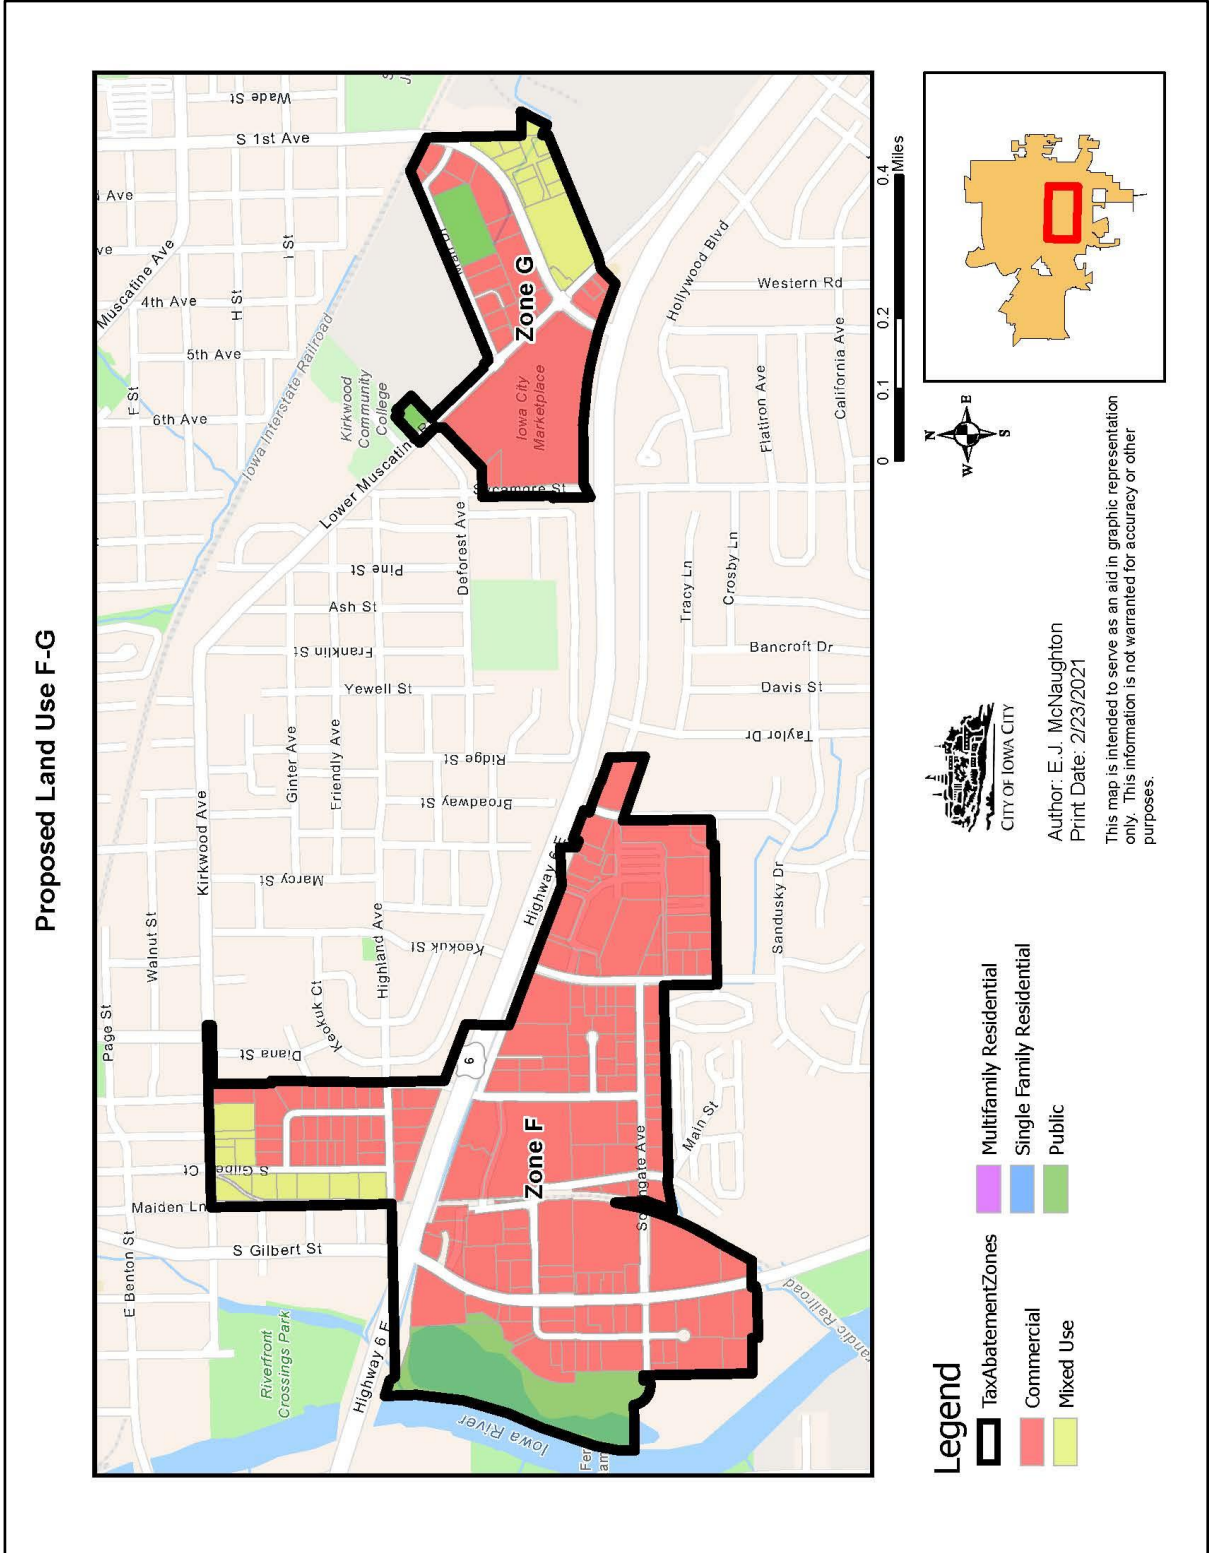 Proposed Land Use F-G
Wade St
S 1st Ave
Ave
ve
Muscatine Ave
4th Ave
H St
I St
5th Ave
F St
6th Ave
Iowa Interstate Railroad
Kirkwood
Community
College
Lower Muscatine R
Zone G
Iowa City
Marketplace
Sycamore St
Hollywood Blvd
Western Rd
California Ave
Flatiron Ave
Crosby Ln
Tracy Ln
Bancroft Dr
Davis St
Taylor Dr
Sandusky Dr
Deforest Ave
Pine St
Ash St
Franklin St
Yewell St
Ginter Ave
Friendly Ave
Ridge St
Broadway St
Kirkwood Ave
Marcy St
Walnut St
Highland Ave
Keokuk St
Highway 6 E
Page St
Keokuk Ct
Diana St
6
Zone F
Southgate Ave
Main St
S Gilbe
Ct
Maiden Ln
S Gilbert St
E Benton St
Riverfront
Crossings Park
Highway 6 E
Iowa River
andic Railroad
0 0.1 0.2 0.4
Miles
N
W E
S
CITY OF IOWA CITY
Author: E.J. McNaughton
Print Date: 2/23/2021
This map is intended to serve as an aid in graphic representation
only. This information is not warranted for accuracy or other
purposes.
Legend
TaxAbatementZones
Commercial
Mixed Use
Multifamily Residential
Single Family Residential
Public